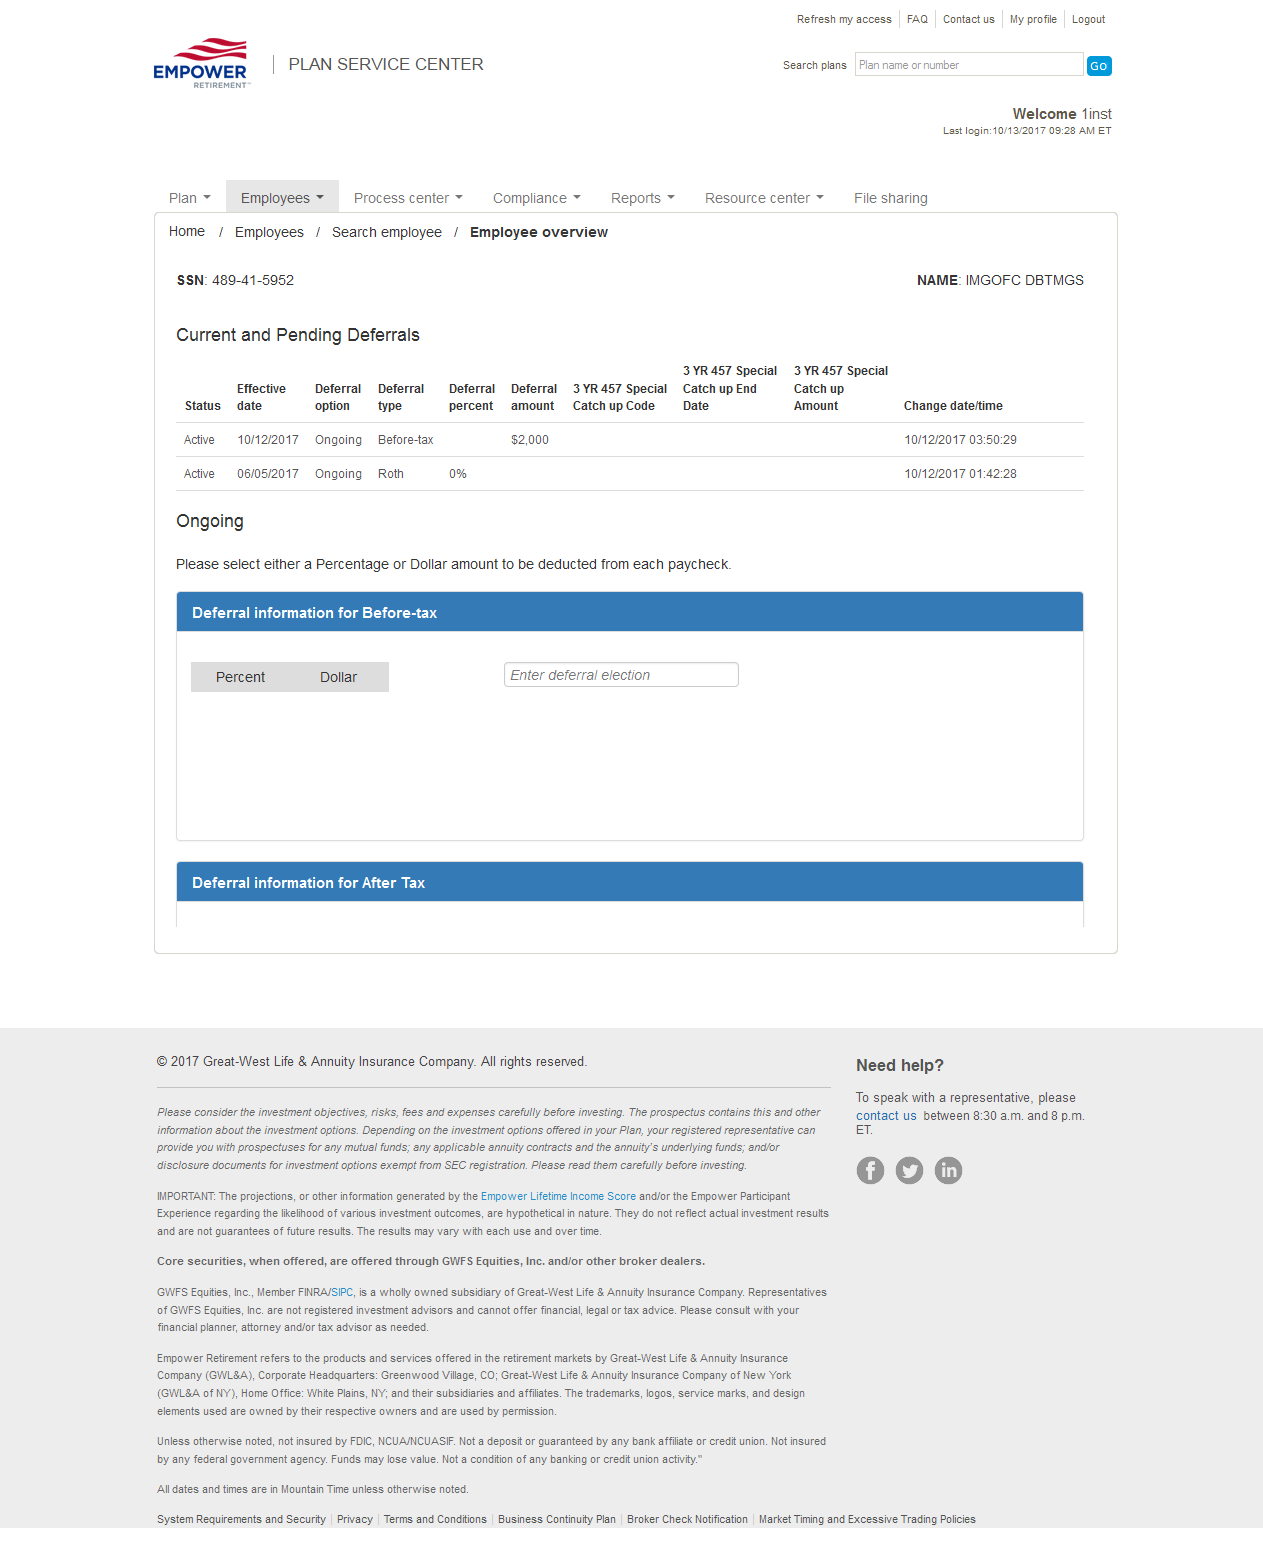 Refresh my access | FAQ | Contact us | My profile | Logout
EMPOWER
RETIREMENT™
PLAN SERVICE CENTER
Search plans Plan name or number Go
Welcome 1inst
Last login:10/13/2017 09:28 AM ET
Plan Employees Process center Compliance Reports Resource center File sharing
Home / Employees / Search employee / Employee overview
SSN: 489-41-5952 NAME: IMGOFC DBTMGS
Current and Pending Deferrals
3 YR 457 Special 3 YR 457 Special
Effective Deferral Deferral Deferral Deferral 3 YR 457 Special Catch up End Catch up
Status date option type percent amount Catch up Code Date Amount Change date/time
Active 10/12/2017 Ongoing Before-tax $2,000 10/12/2017 03:50:29
Active 06/05/2017 Ongoing Roth 0% 10/12/2017 01:42:28
Ongoing
Please select either a Percentage or Dollar amount to be deducted from each paycheck.
Deferral information for Before-tax
Percent Dollar Enter deferral election
Deferral information for After Tax
© 2017 Great-West Life & Annuity Insurance Company. All rights reserved.
Please consider the investment objectives, risks, fees and expenses carefully before investing. The prospectus contains this and other
information about the investment options. Depending on the investment options offered in your Plan, your registered representative can
provide you with prospectuses for any mutual funds; any applicable annuity contracts and the annuity's underlying funds; and/or
disclosure documents for investment options exempt from SEC registration. Please read them carefully before investing.
IMPORTANT: The projections, or other information generated by the Empower Lifetime Income Score and/or the Empower Participant
Experience regarding the likelihood of various investment outcomes, are hypothetical in nature. They do not reflect actual investment results
and are not guarantees of future results. The results may vary with each use and over time.
Core securities, when offered, are offered through GWFS Equities, Inc. and/or other broker dealers.
GWFS Equities, Inc., Member FINRA/SIPC, is a wholly owned subsidiary of Great-West Life & Annuity Insurance Company. Representatives
of GWFS Equities, Inc. are not registered investment advisors and cannot offer financial, legal or tax advice. Please consult with your
financial planner, attorney and/or tax advisor as needed.
Empower Retirement refers to the products and services offered in the retirement markets by Great-West Life & Annuity Insurance
Company (GWL&A), Corporate Headquarters: Greenwood Village, CO; Great-West Life & Annuity Insurance Company of New York
(GWL&A of NY), Home Office: White Plains, NY; and their subsidiaries and affiliates. The trademarks, logos, service marks, and design
elements used are owned by their respective owners and are used by permission.
Unless otherwise noted, not insured by FDIC, NCUA/NCUASIF. Not a deposit or guaranteed by any bank affiliate or credit union. Not insured
by any federal government agency. Funds may lose value. Not a condition of any banking or credit union activity."
All dates and times are in Mountain Time unless otherwise noted.
System Requirements and Security | Privacy | Terms and Conditions | Business Continuity Plan | Broker Check Notification | Market Timing and Excessive Trading Policies
Need help?
To speak with a representative, please
contact us between 8:30 a.m. and 8 p.m.
ET.